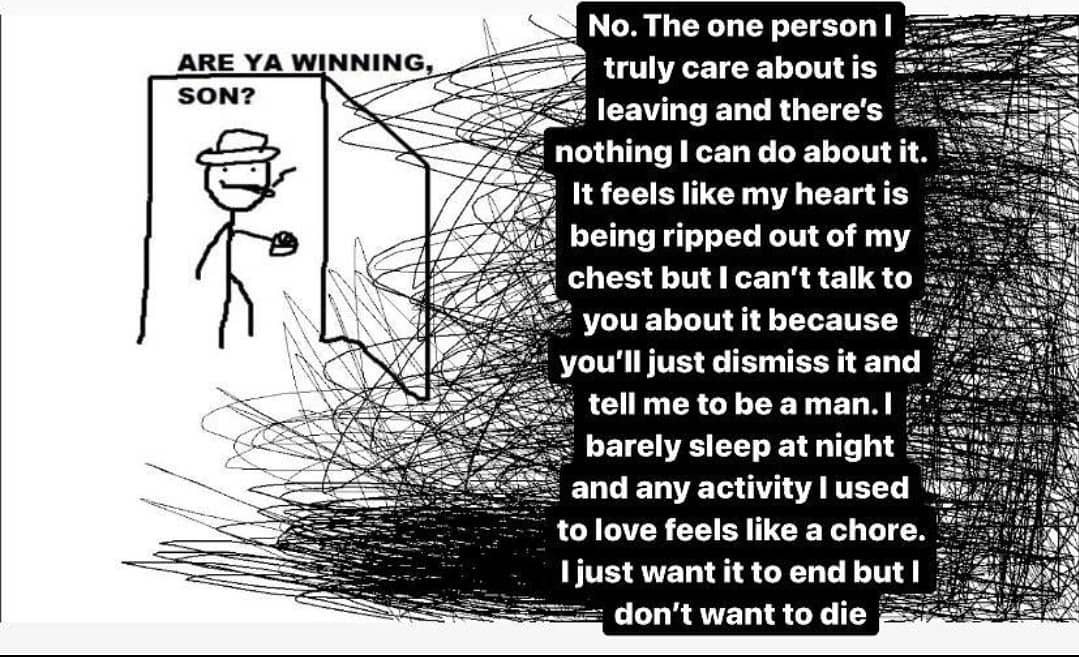 ARE YA WINNING,
SON?
No. The one person I
truly care about is
leaving and there's
nothing I can do about it.
It feels like my heart is
being ripped out of my
chest but I can't talk to
you about it because
you'll just dismiss it and
tell me to be a man. I
barely sleep at night
and any activity I used
to love feels like a chore.
I just want it to end but I
don't want to die